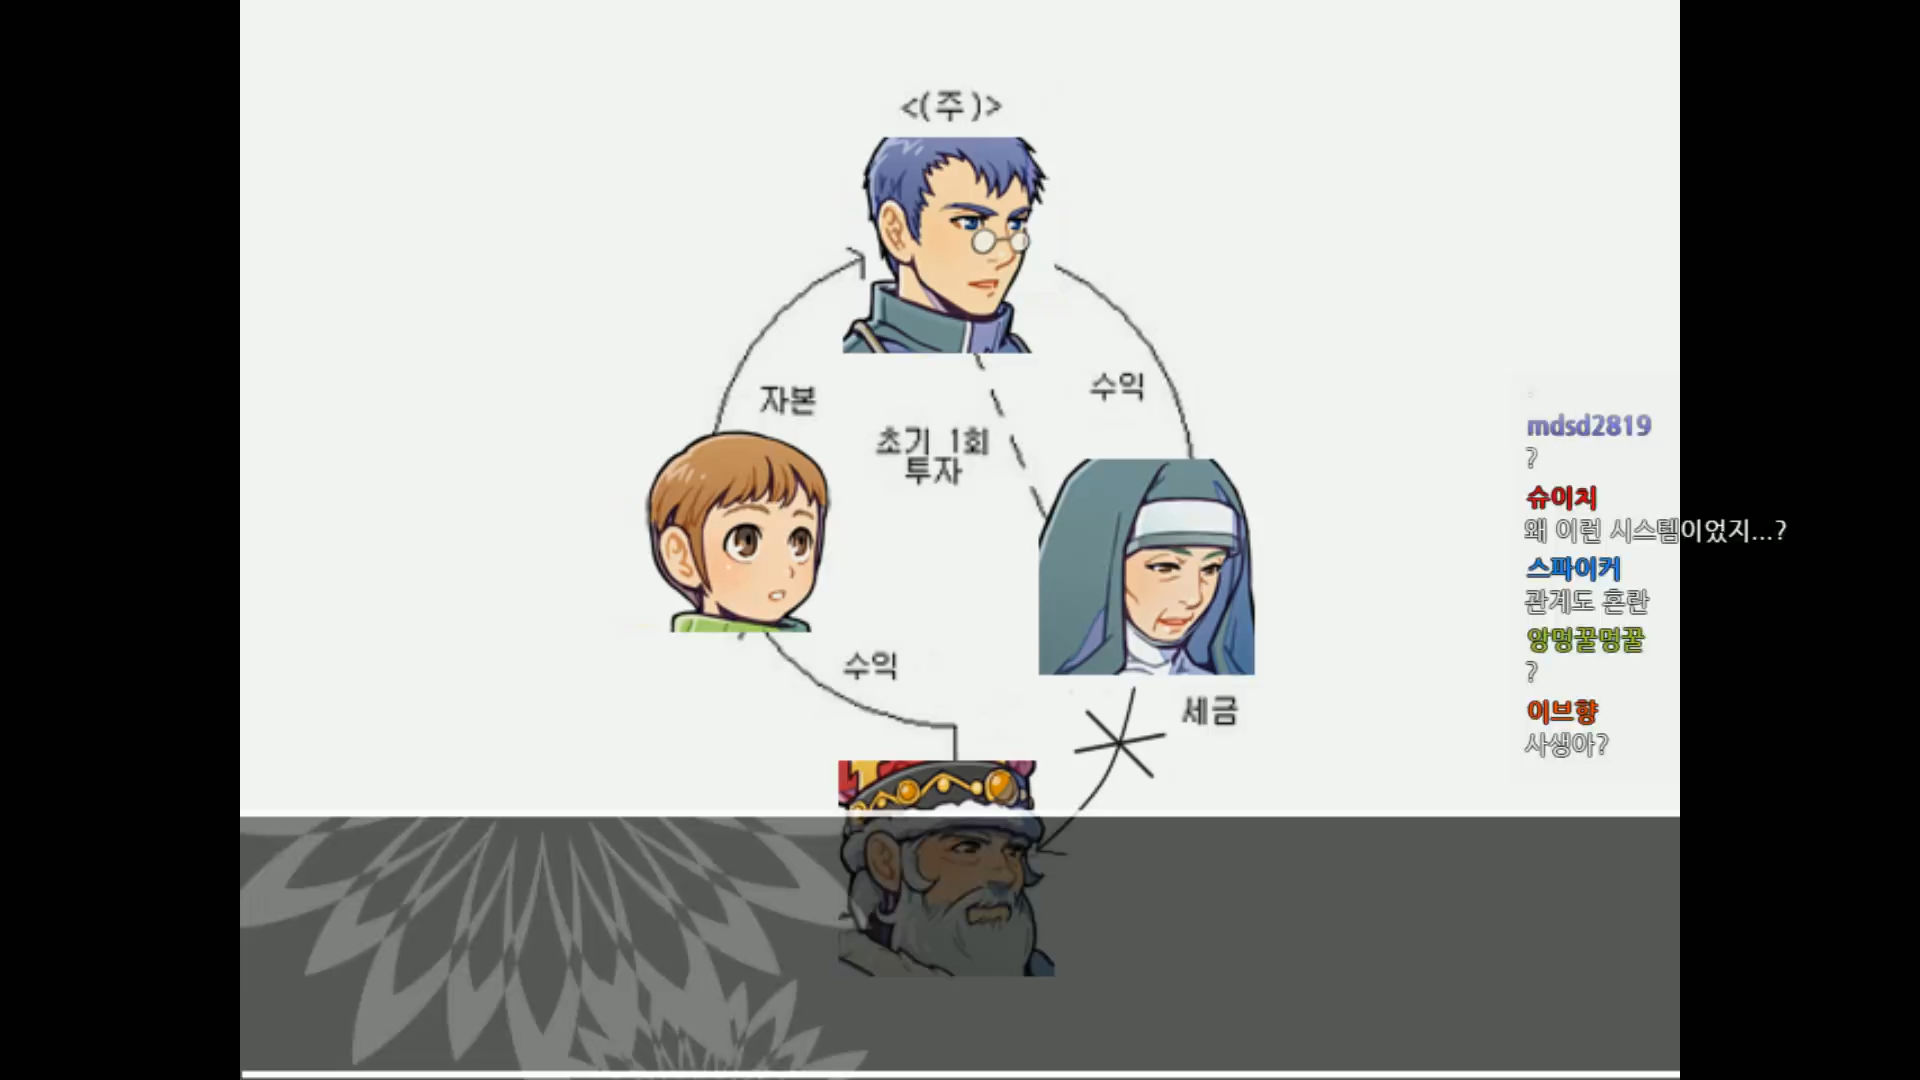 <(주)>
자본
수익
초기 1회
투자
수익
세금
mdsd2819
?
슈이치
왜 이런 시스템이었지...?
스파이커
관계도 혼란
앙멍꿀멍꿀
?
이브향
사생아?